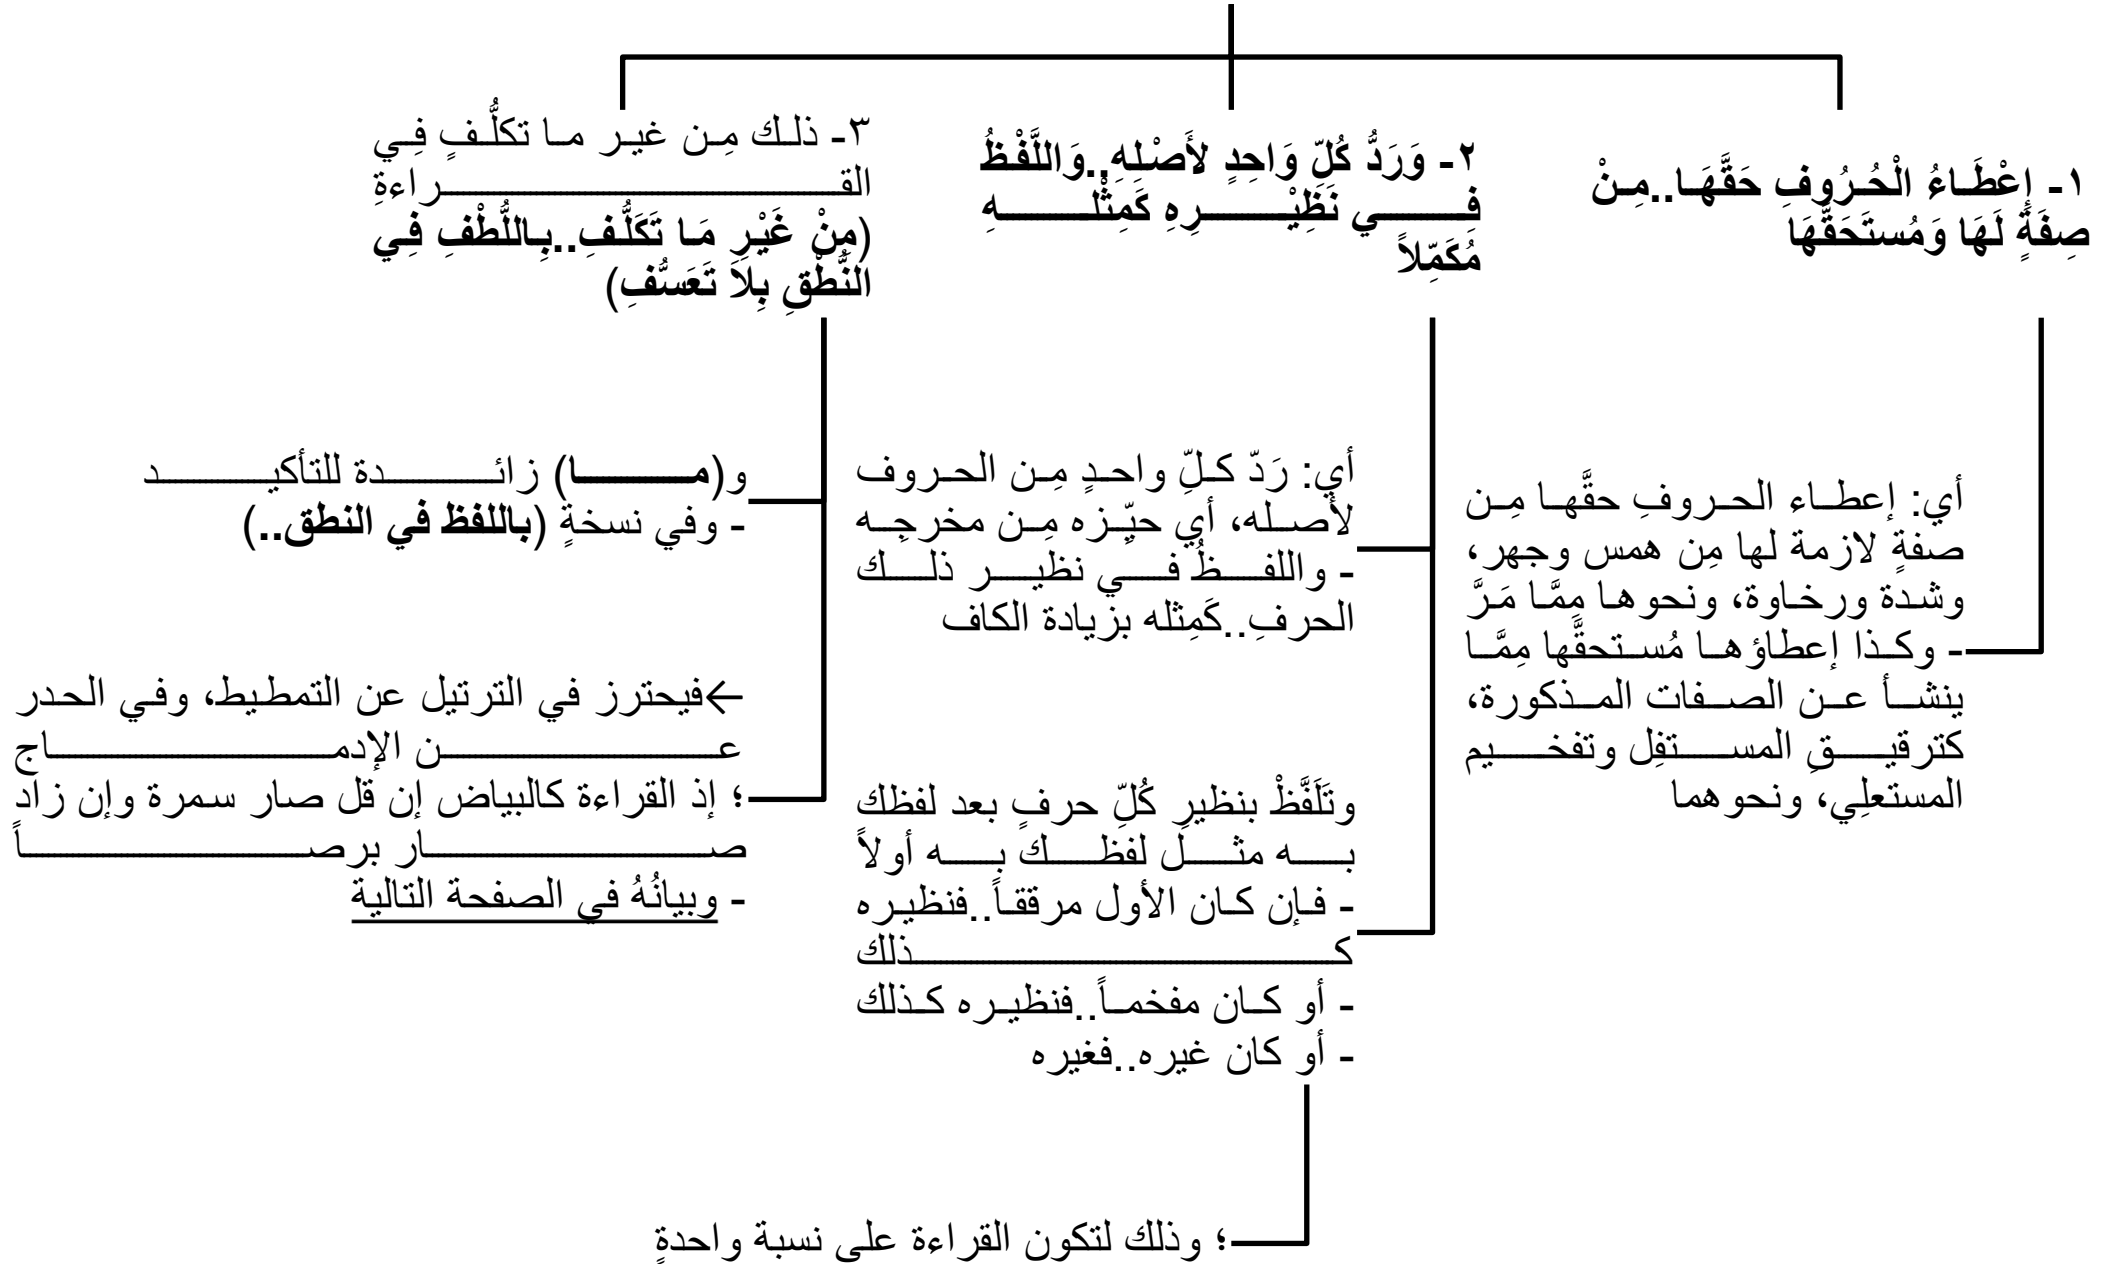 ١- إِعْطَاءُ الْحُرُوفِ حَقَّهَا..مِنْ
صِفَةٍ لَهَا وَمُستَحَقَّهَا
أي: إعطاء الحروفِ حقَّها مِن
صفةٍ لازمة لها مِن همس وجهر،
وشدة ورخاوة، ونحوها مِمَّا مَرَّ
- وكذا إعطاؤها مُستحقَّها مِمَّا
ينشأ عن الصفات المذكورة،
كترقيقِ المستفِل وتفخيم
المستعلِي، ونحوهما
٢- وَرَدُّ كُلِّ وَاحِدٍ لأَصْلِهِ..وَاللَّفْظُ
فِي نَظِيْرِهِ كَمِثْلِهِ
مُكَمِّلاً
أي: رَدّ كلِّ واحدٍ مِن الحروف
لأصله، أي حيِّزه مِن مخرجِه
- واللفظُ في نظير ذلك
الحرفِ..كَمِثله بزيادة الكاف
وتَلَفَّظْ بنظيرِ كُلِّ حرفٍ بعد لفظك
به مثل لفظك به أولاً
- فإن كان الأول مرققاً..فنظيره
كذلك
- أو كان مفخماً..فنظيره كذلك
- أو كان غيره..فغيره
؛ وذلك لتكون القراءة على نسبة واحدةٍ
٣- ذلك مِن غير ما تكلُّفٍ فِي
القراءةِ
(مِنْ غَيْرِ مَا تَكَلُّفِ..بِاللُّطْفِ فِي
النُّطْقِ بِلاَ تَعَسُّفِ)
و(ما) زائدة للتأكيد
- وفي نسخةٍ (باللفظ في النطق..)
←فيحترز في الترتيل عن التمطيط، وفي الحدر
عن الإدماج
؛ إذ القراءة كالبياض إن قل صار سمرة وإن زاد
صار برصاً
- وبيانُهُ في الصفحة التالية